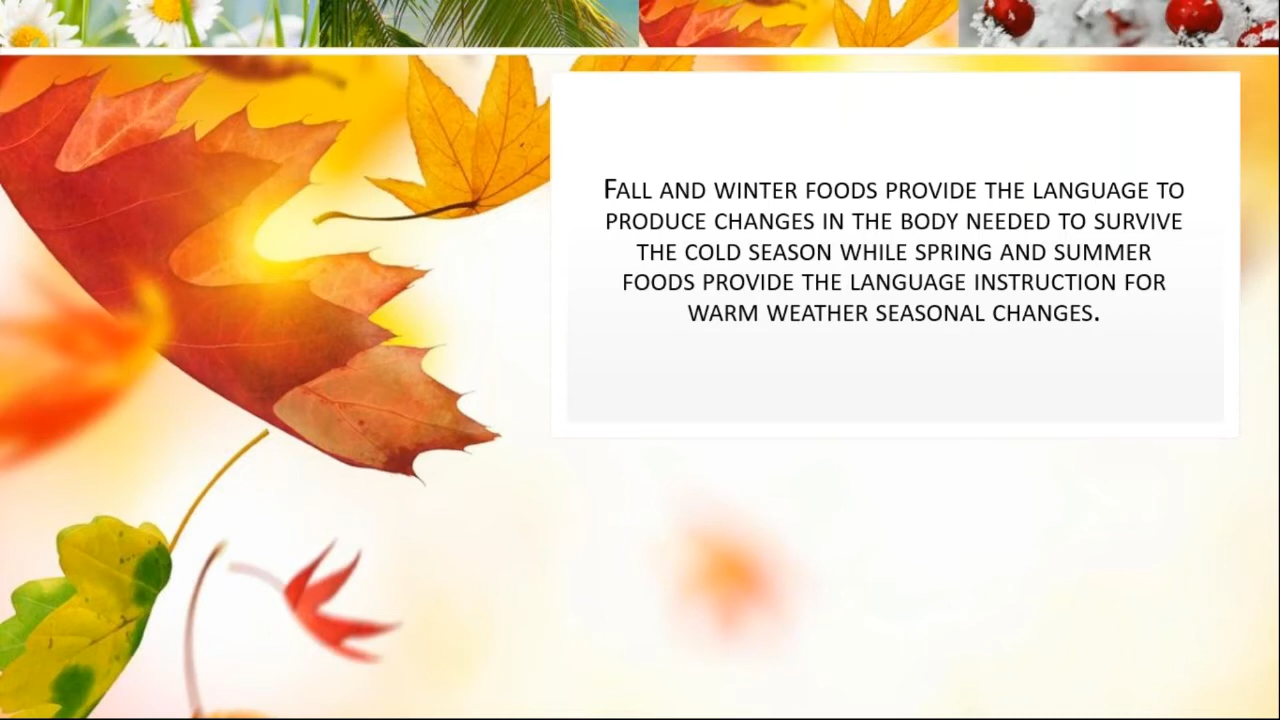 Fall and winter foods provide the language to
produce changes in the body needed to survive
the cold season while spring and summer
foods provide the language instruction for
warm weather seasonal changes.